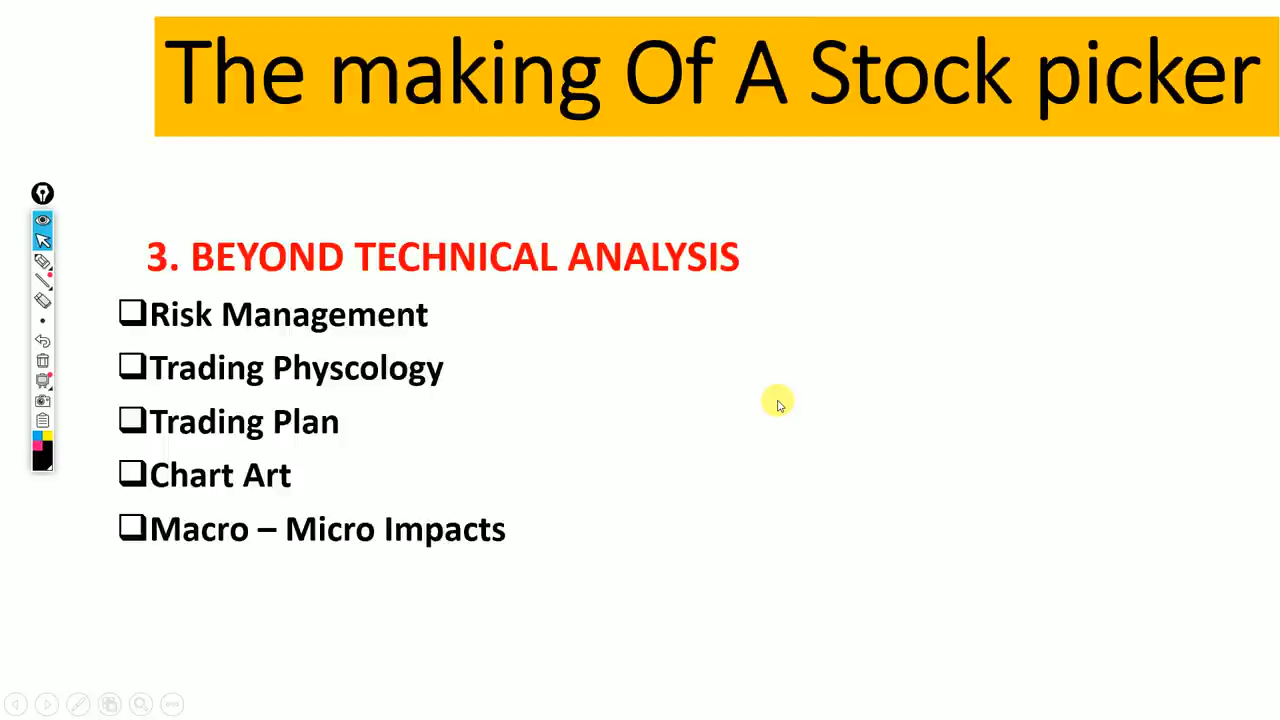 The making Of A Stock picker
3. BEYOND TECHNICAL ANALYSIS
Risk Management
Trading Physcology
Trading Plan
Chart Art
Macro – Micro Impacts